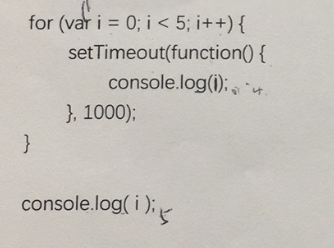 for (var i = 0; i < 5; i++) {
setTimeout(function() {
console.log(i);
}, 1000);
}
console.log( i ); 5